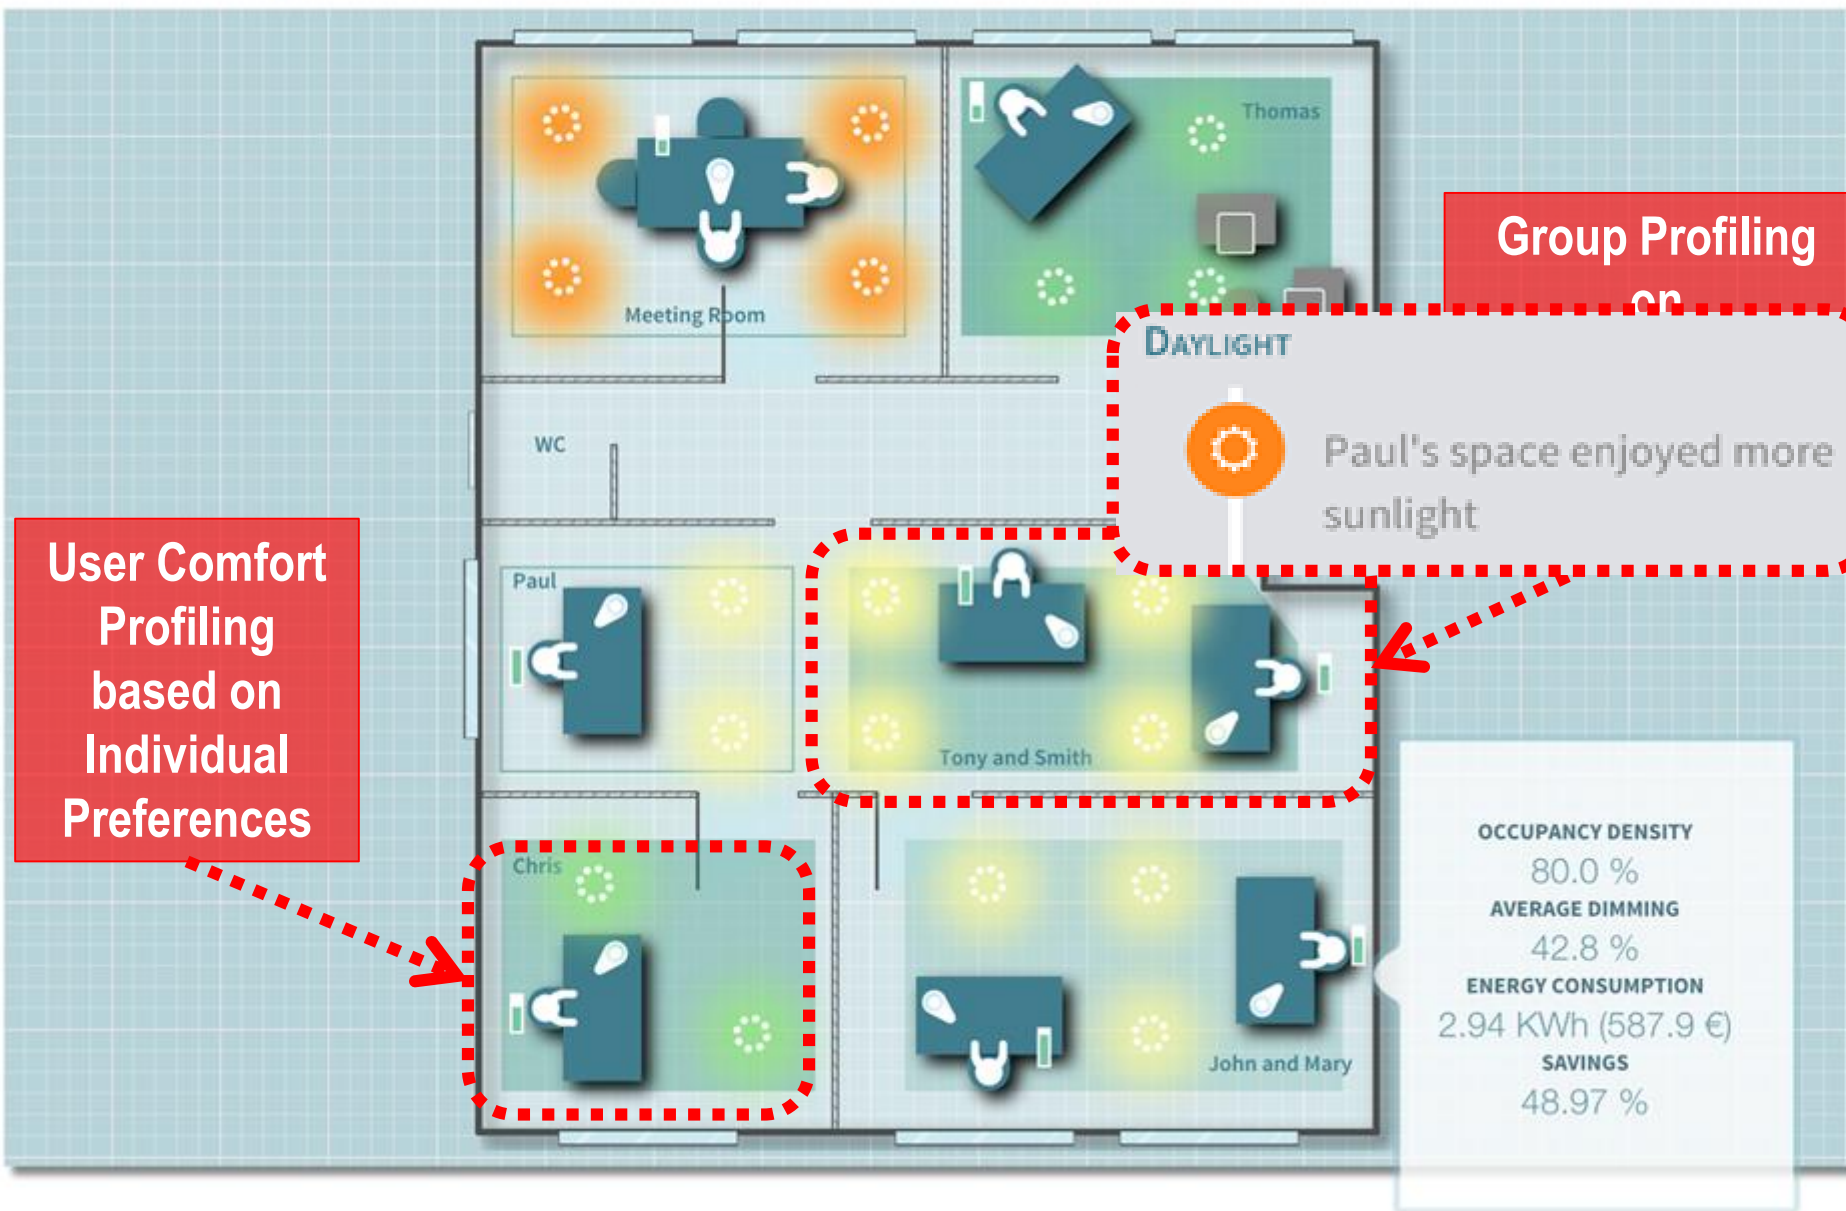 Thomas
Meeting Room
Group Profiling
on
DAYLIGHT
Paul's space enjoyed more
sunlight
WC
User Comfort
Profiling
based on
Individual
Preferences
Paul
Tony and Smith
Chris
John and Mary
OCCUPANCY DENSITY
80.0 %
AVERAGE DIMMING
42.8 %
ENERGY CONSUMPTION
2.94 KWh (587.9 €)
SAVINGS
48.97 %